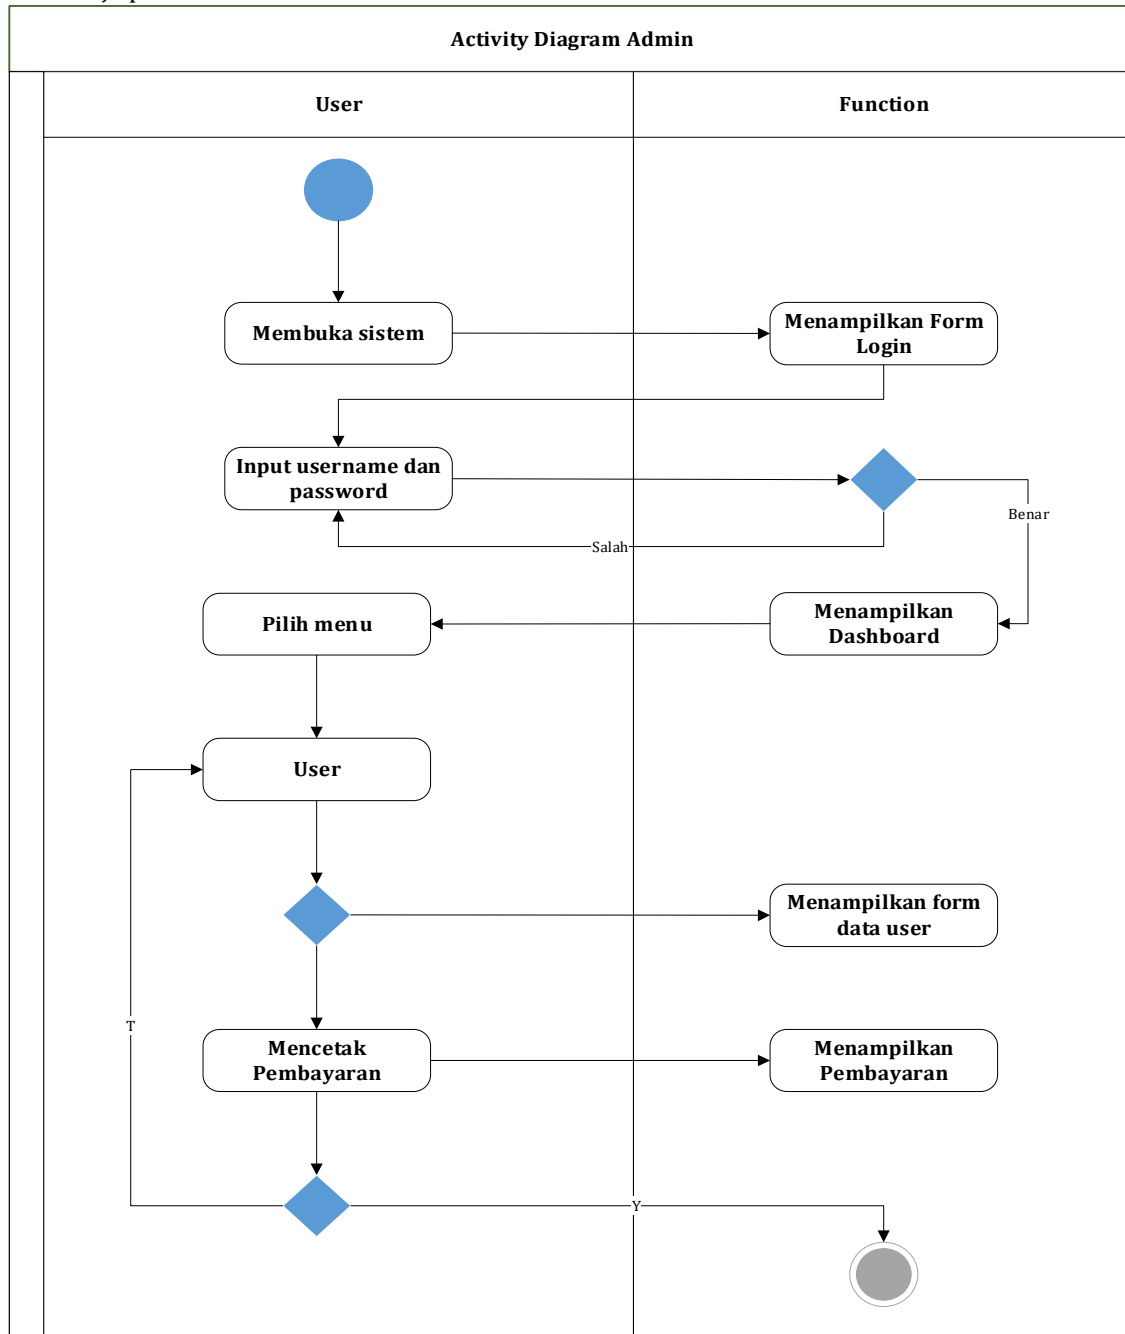 Activity Diagram Admin
User
Function
Membuka sistem
Menampilkan Form
Login
Input username dan
password
Benar
Salah
Pilih menu
Menampilkan
Dashboard
User
Menampilkan form
data user
T
Mencetak
Pembayaran
Menampilkan
Pembayaran
Y